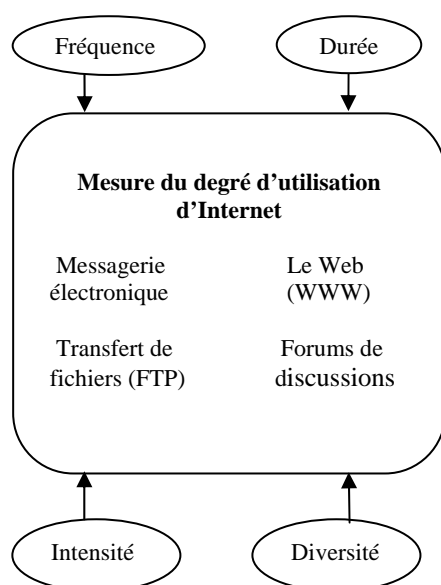 Fréquence
Durée
Mesure du degré d'utilisation
d'Internet
Messagerie
électronique
Le Web
(WWW)
Transfert de
fichiers (FTP)
Forums de
discussions
Intensité
Diversité